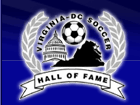 VIRGINIA-DC SOCCER
HALL OF FAME